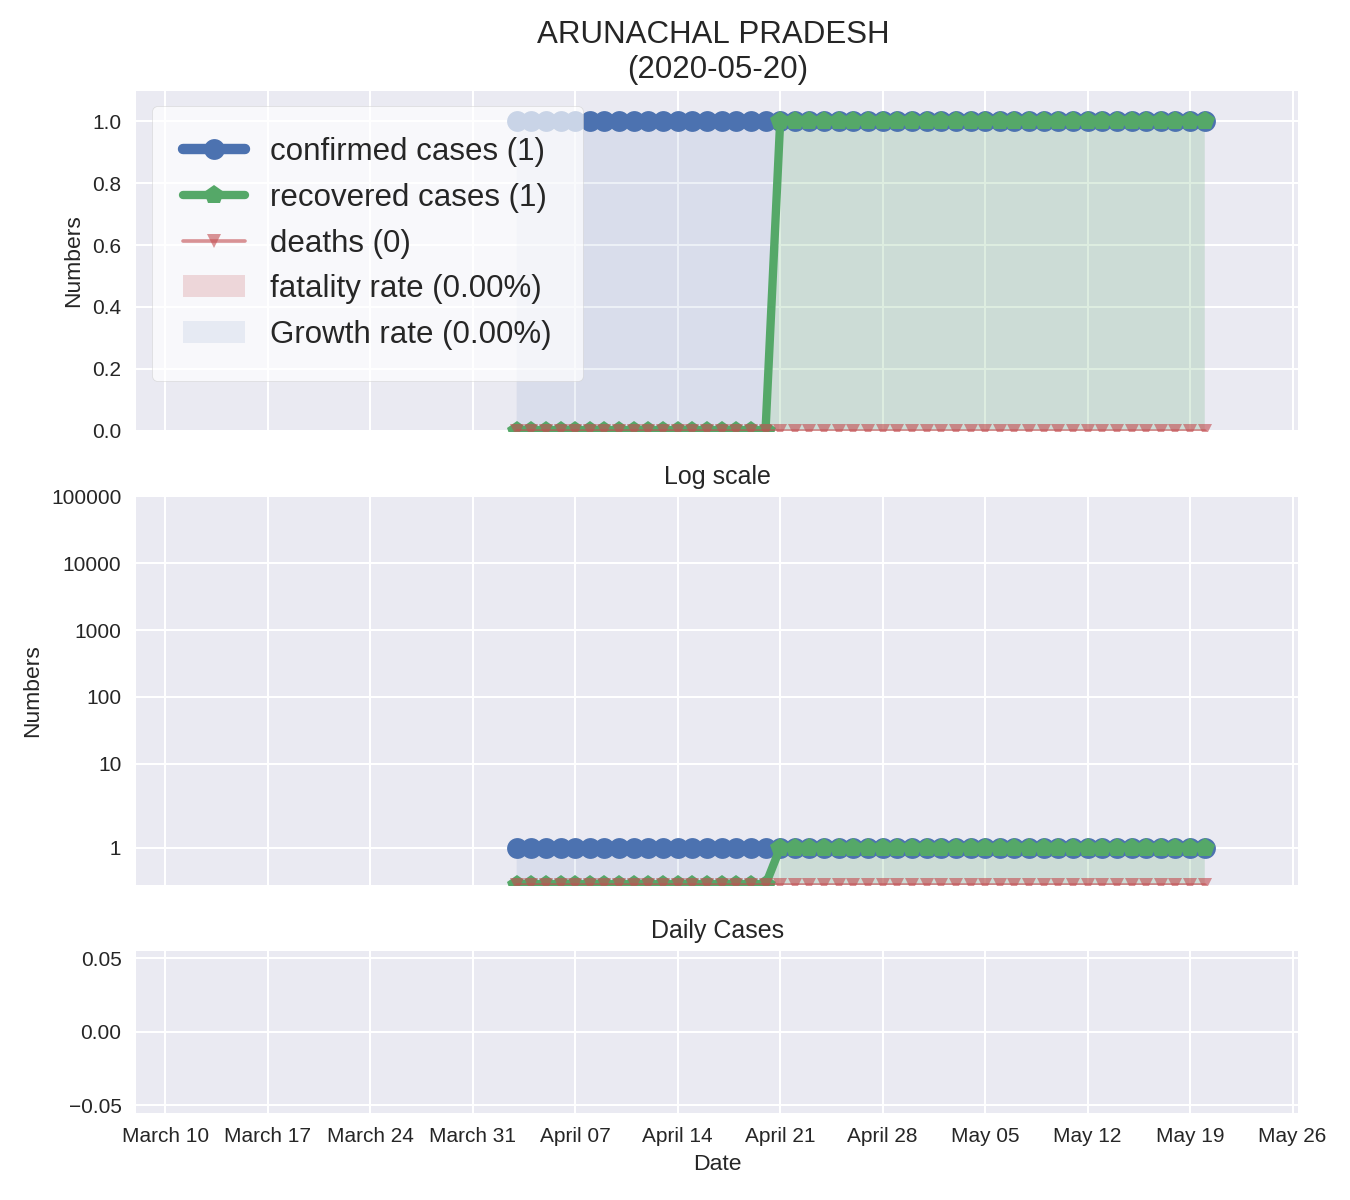 ARUNACHAL PRADESH
(2020-05-20)
1.0
0.8
0.6
0.4
0.2
0.0
Numbers
confirmed cases (1)
recovered cases (1)
deaths (0)
fatality rate (0.00%)
Growth rate (0.00%)
Log scale
100000
10000
1000
100
10
1
Numbers
Daily Cases
0.05
0.00
−0.05
March 10 March 17 March 24 March 31 April 07 April 14 April 21 April 28 May 05 May 12 May 19 May 26
Date